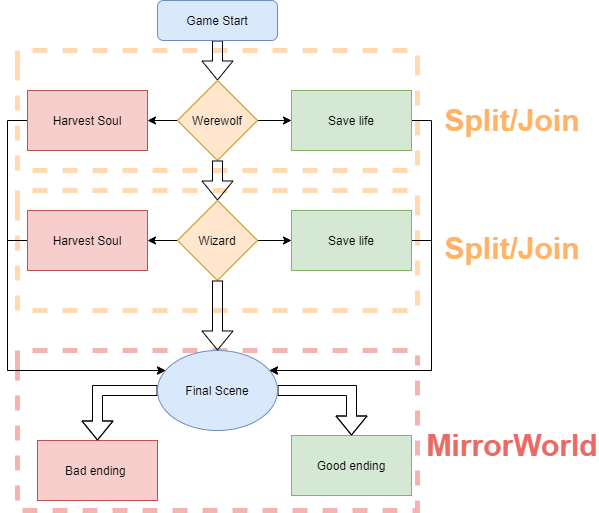 Game Start
Harvest Soul
Werewolf
Save life
Split/Join
Harvest Soul
Wizard
Save life
Split/Join
Final Scene
Bad ending
Good ending
MirrorWorld